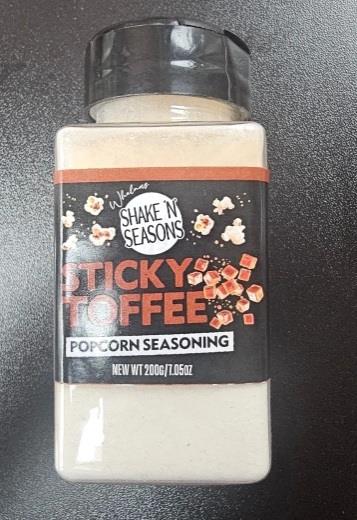 SHAKE 'N
SEASONS
STICKY
TOFFEE
POPCORN SEASONING
NEW WT 200G/7.05oz